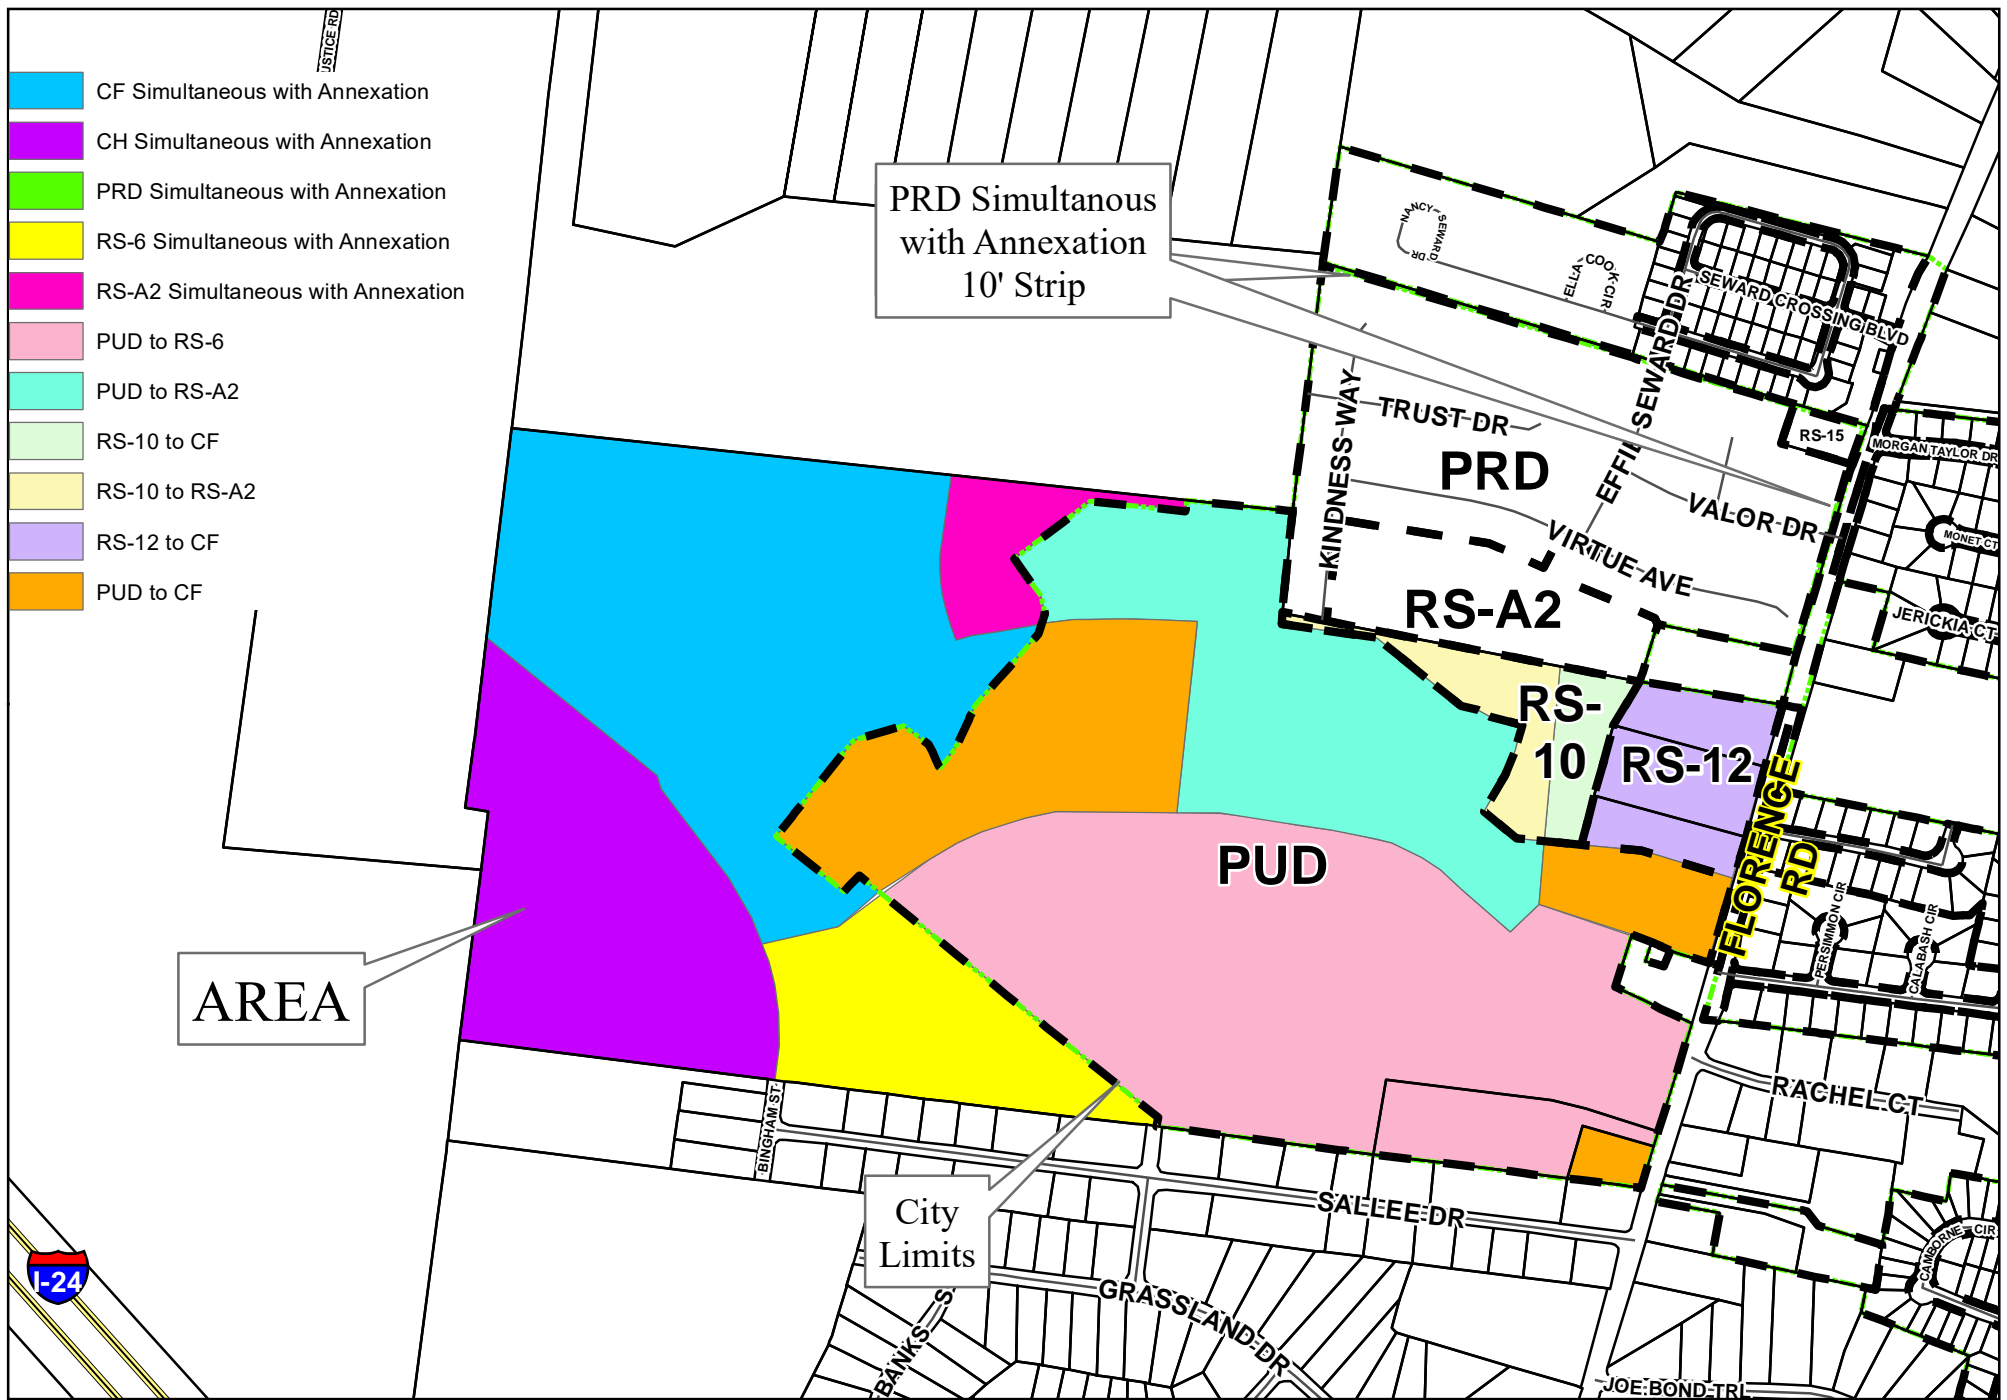 USTICE RD
CF Simultaneous with Annexation
CH Simultaneous with Annexation
PRD Simultaneous with Annexation
RS-6 Simultaneous with Annexation
RS-A2 Simultaneous with Annexation
PUD to RS-6
PUD to RS-A2
RS-10 to CF
RS-10 to RS-A2
RS-12 to CF
PUD to CF
PRD Simultanous
with Annexation
10' Strip
NANCY SEWARD DR
ELLA COOK CIR
SEWARD CROSSING BLVD
EFFIE SEWARD DR
KINDNESS WAY
TRUST DR
PRD
RS-15
MORGAN TAYLOR DR
VALOR DR
VIRTUE AVE
MONET CT
RS-A2
JERICKIA CT
RS-
10
RS-12
FLORENCE
RD
PUD
PERSIMMON CIR
CALABASH CIR
AREA
RACHEL CT
BINGHAM ST
City
Limits
SALLEE DR
GRASSLAND DR
BANKS S
CAMBORNE CIR
I-24
JOE BOND TRL